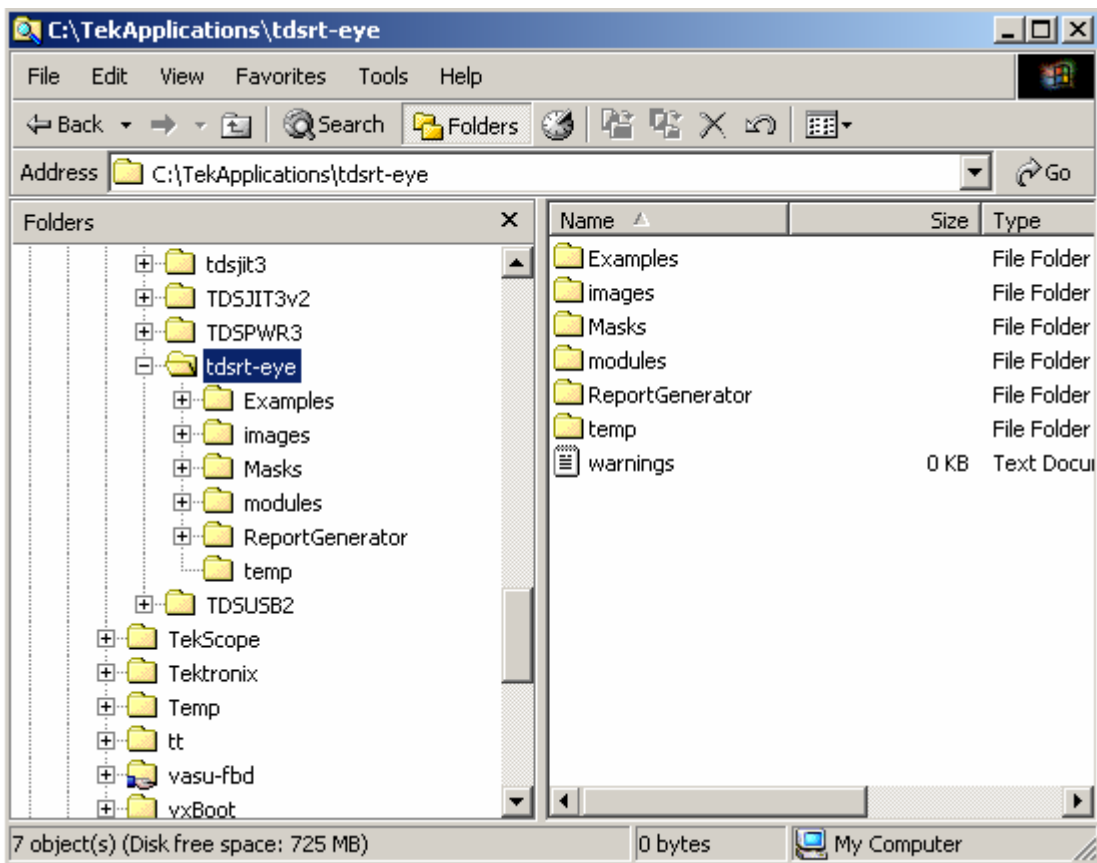 C:\TekApplications\tdsrt-eye
File Edit View Favorites Tools Help
Back Search Folders
Address C:\TekApplications\tdsrt-eye Go
Folders
tdsjit3
TDSJIT3v2
TDSPWR3
tdsrt-eye
Examples
images
Masks
modules
ReportGenerator
temp
TDSUSB2
TekScope
Tektronix
Temp
tt
vasu-fbd
vxBoot
Name Size Type
Examples File Folder
images File Folder
Masks File Folder
modules File Folder
ReportGenerator File Folder
temp File Folder
warnings 0 KB Text Docu
7 object(s) (Disk free space: 725 MB) 0 bytes My Computer